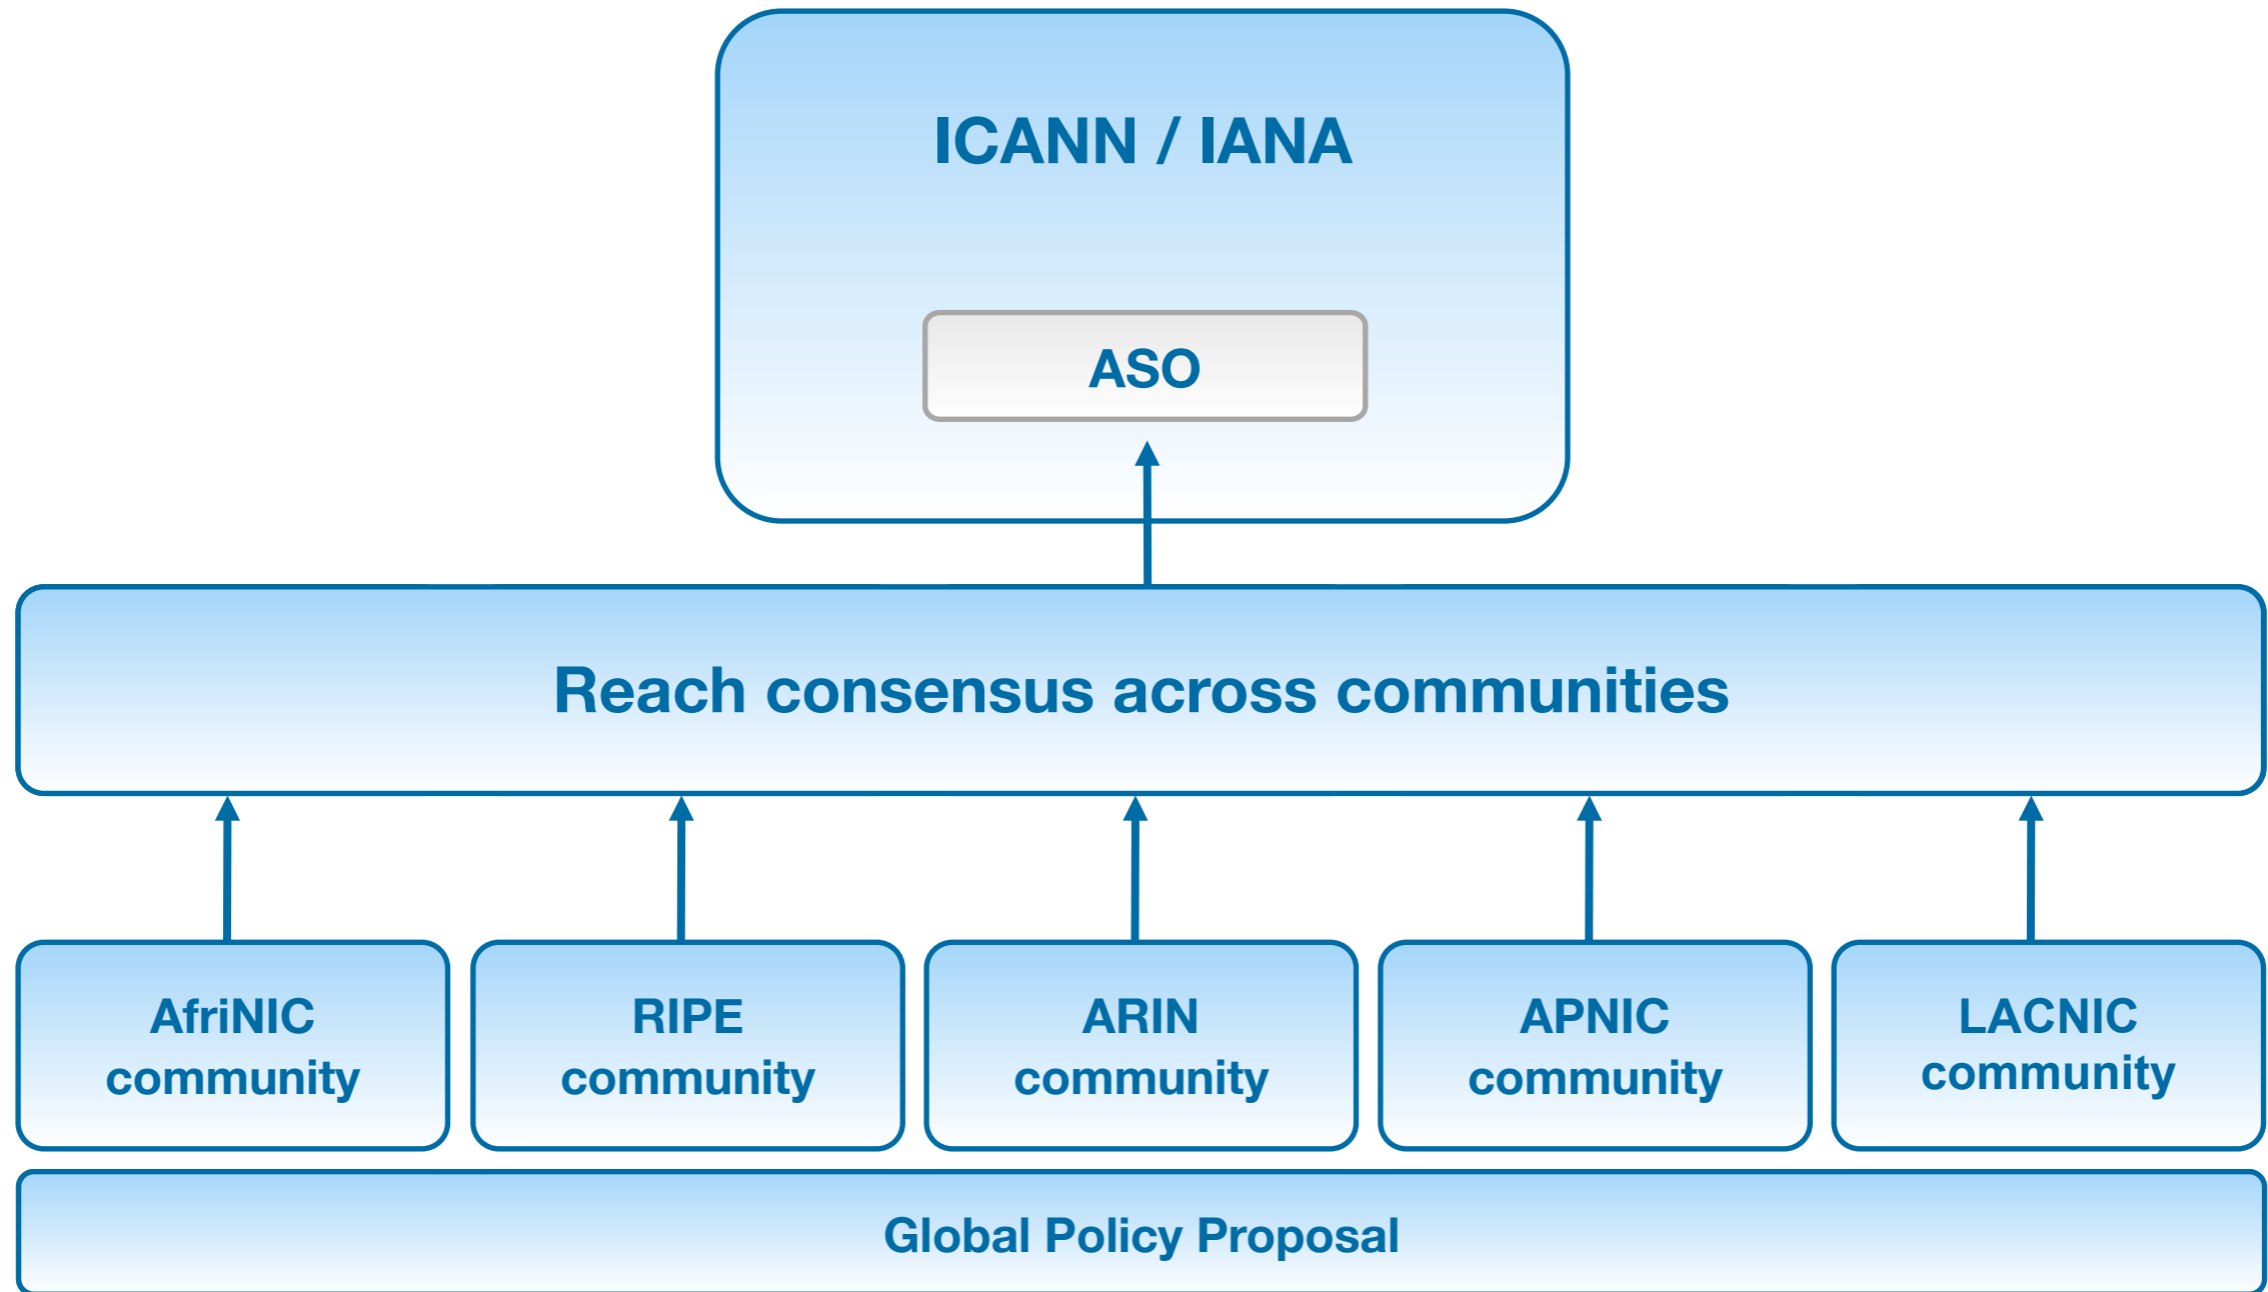 ICANN / IANA
ASO
Reach consensus across communities
AfriNIC
community
RIPE
community
ARIN
community
APNIC
community
LACNIC
community
Global Policy Proposal